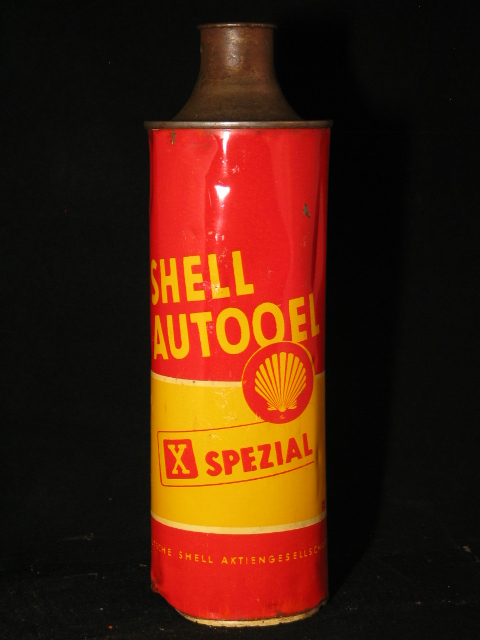 SHELL
AUTOOEL
X SPEZIAL
SHELL AKTIENGESELLSCH